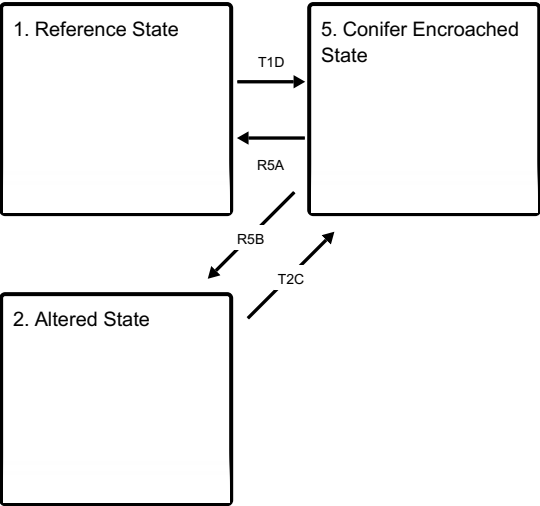 1. Reference State
5. Conifer Encroached
State
T1D
R5A
R5B
T2C
2. Altered State